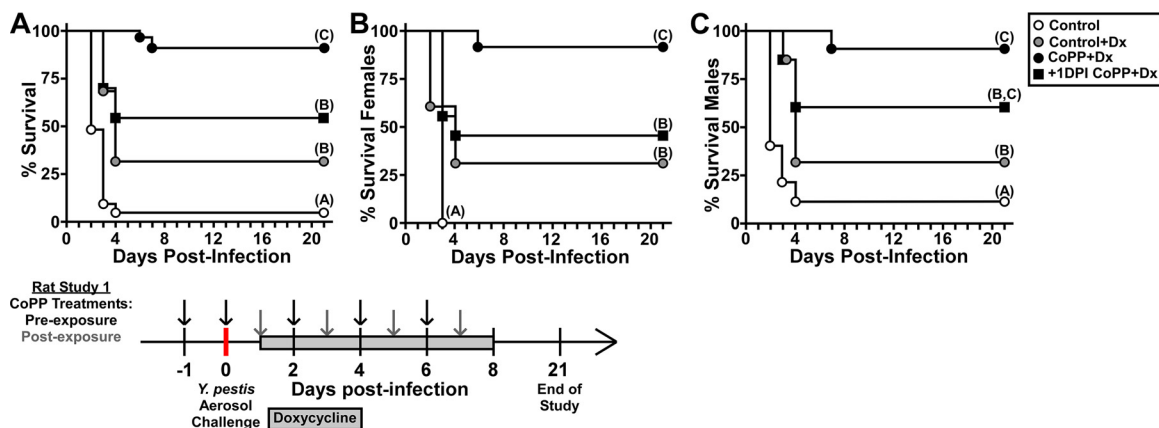 A
B
C
% Survival
100
75
50
25
0
0
4
8
12
16
20
Days Post-Infection
(C)
(B)
(B)
(A)
% Survival Females
100
75
50
25
0
0
4
8
12
16
20
Days Post-Infection
(C)
(B)
(B)
(A)
% Survival Males
100
75
50
25
0
0
4
8
12
16
20
Days Post-Infection
(C)
(B,C)
(B)
(A)
Control
Control+Dx
CoPP+Dx
+1DPI CoPP+Dx
Rat Study 1
CoPP Treatments:
Pre-exposure
Post-exposure
-1 0 2 4 6 8 21
Days post-infection
Y. pestis
Aerosol
Challenge
Doxycycline
End of
Study